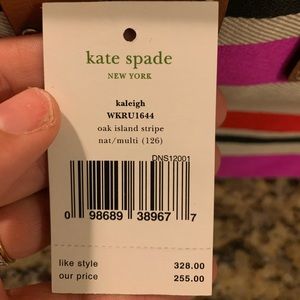 kate spade
NEW YORK
kaleigh
WKRU1644
oak island stripe
nat/multi (126)
DNS12001
0 98689 38967 7
like style 328.00
our price 255.00